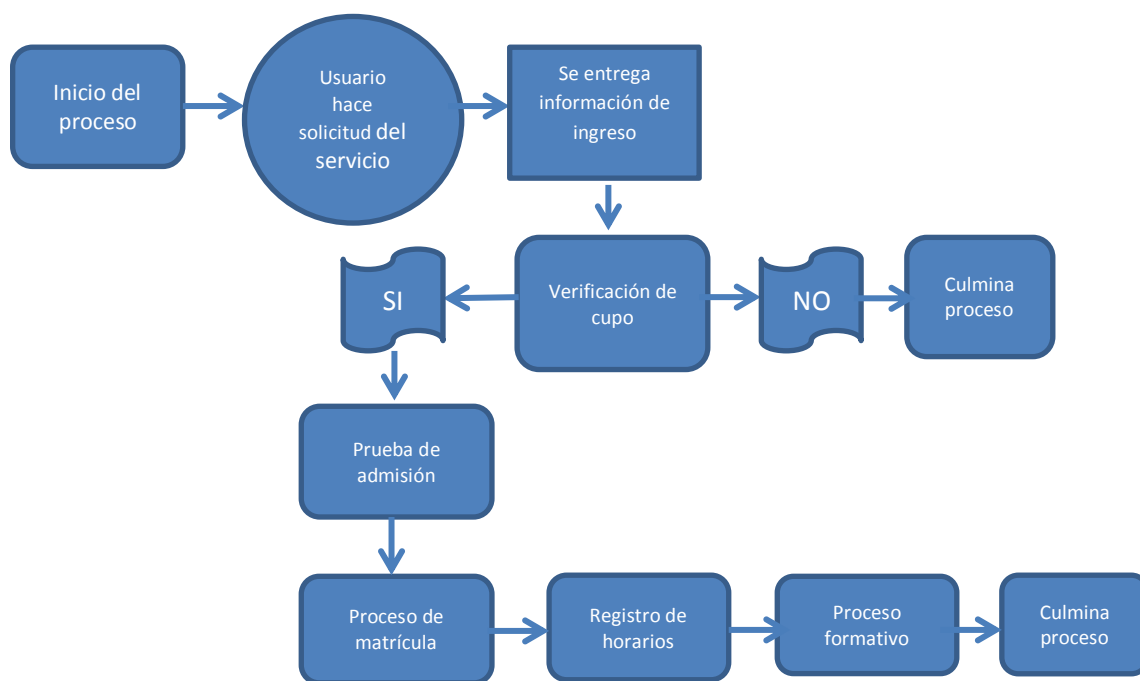 Inicio del
proceso
Usuario
hace
solicitud del
servicio
Se entrega
información de
ingreso
SI
Verificación de
cupo
NO
Culmina
proceso
Prueba de
admisión
Proceso de
matrícula
Registro de
horarios
Proceso
formativo
Culmina
proceso